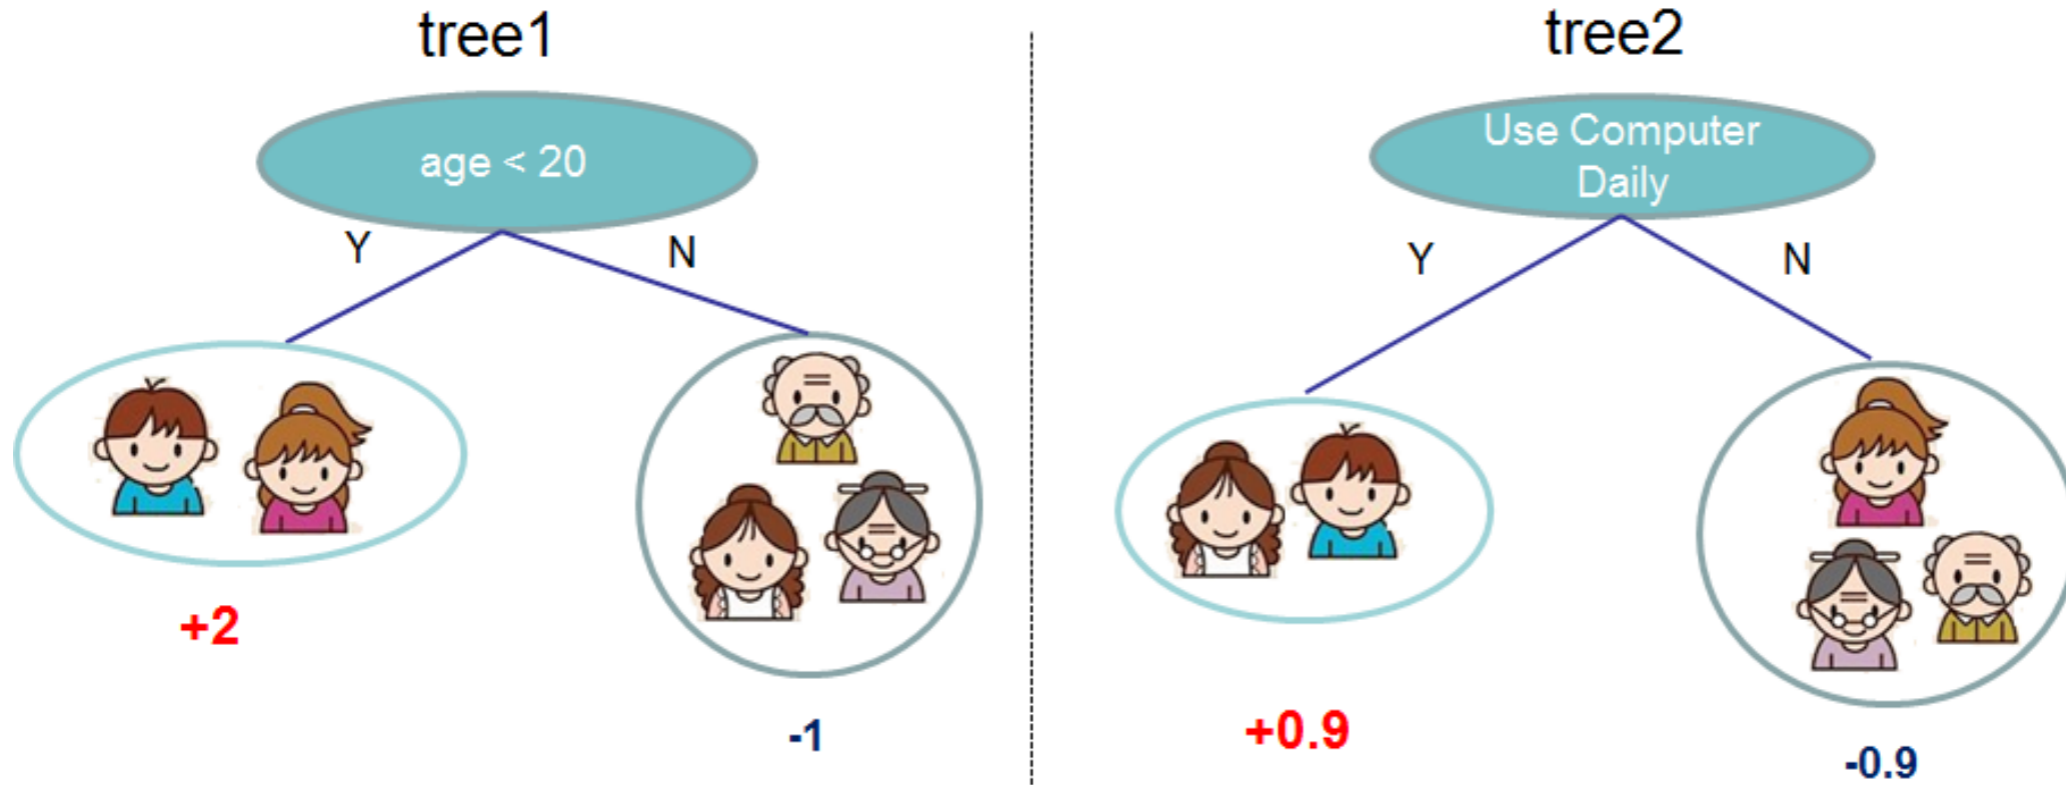 tree1
age < 20
Y
N
+2
-1
tree2
Use Computer
Daily
Y
N
+0.9
-0.9